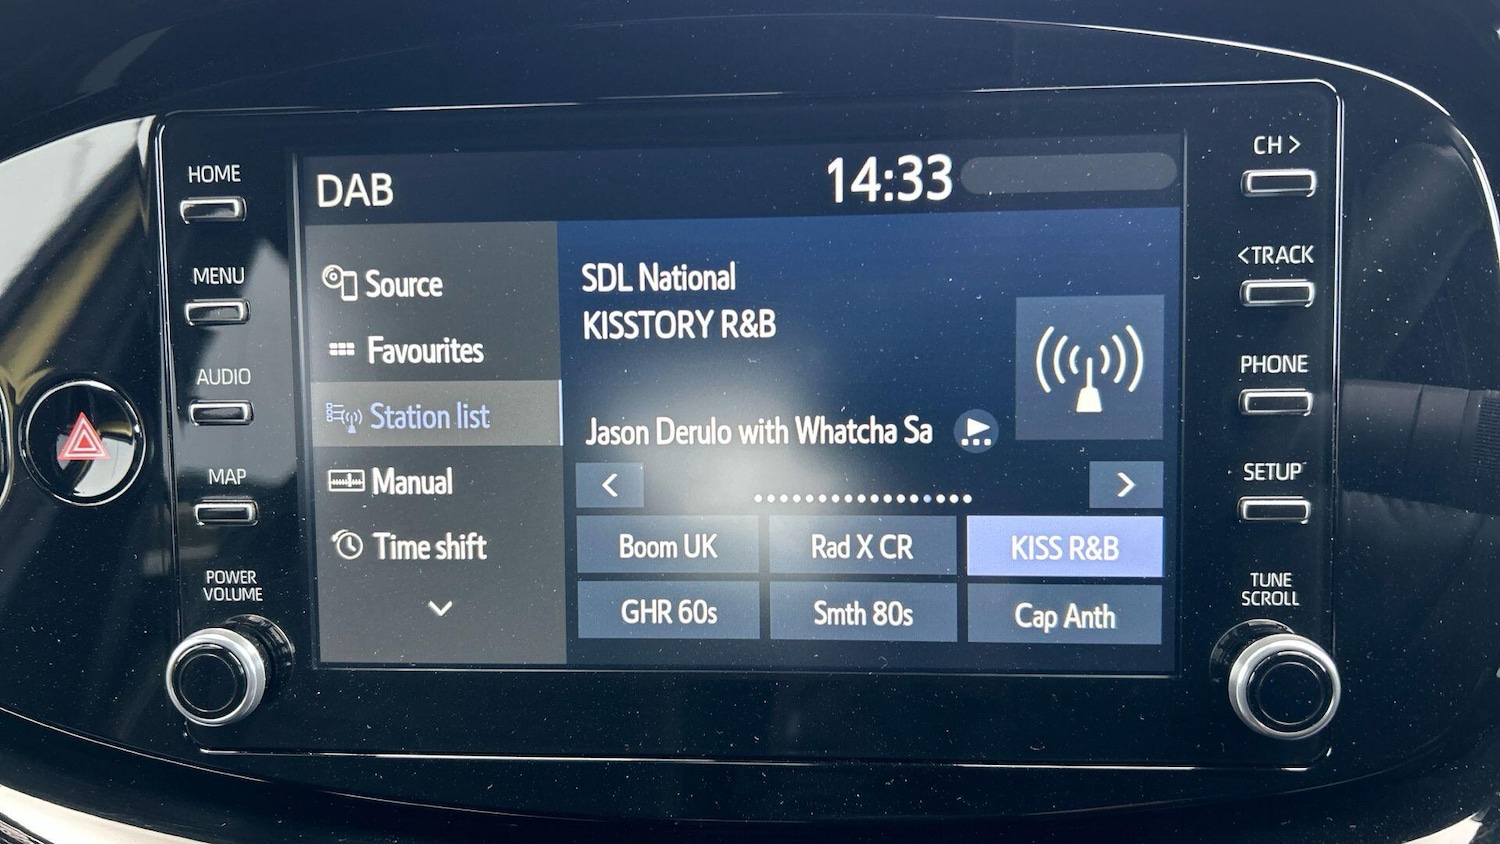 HOME
MENU
AUDIO
MAP
POWER
VOLUME
DAB
14:33
Source
Favourites
Station list
Manual
Time shift
SDL National
KISSTORY R&B
Jason Derulo with Whatcha Sa
Boom UK
Rad X CR
KISS R&B
GHR 60s
Smth 80s
Cap Anth
CH >
<TRACK
PHONE
SETUP
TUNE
SCROLL